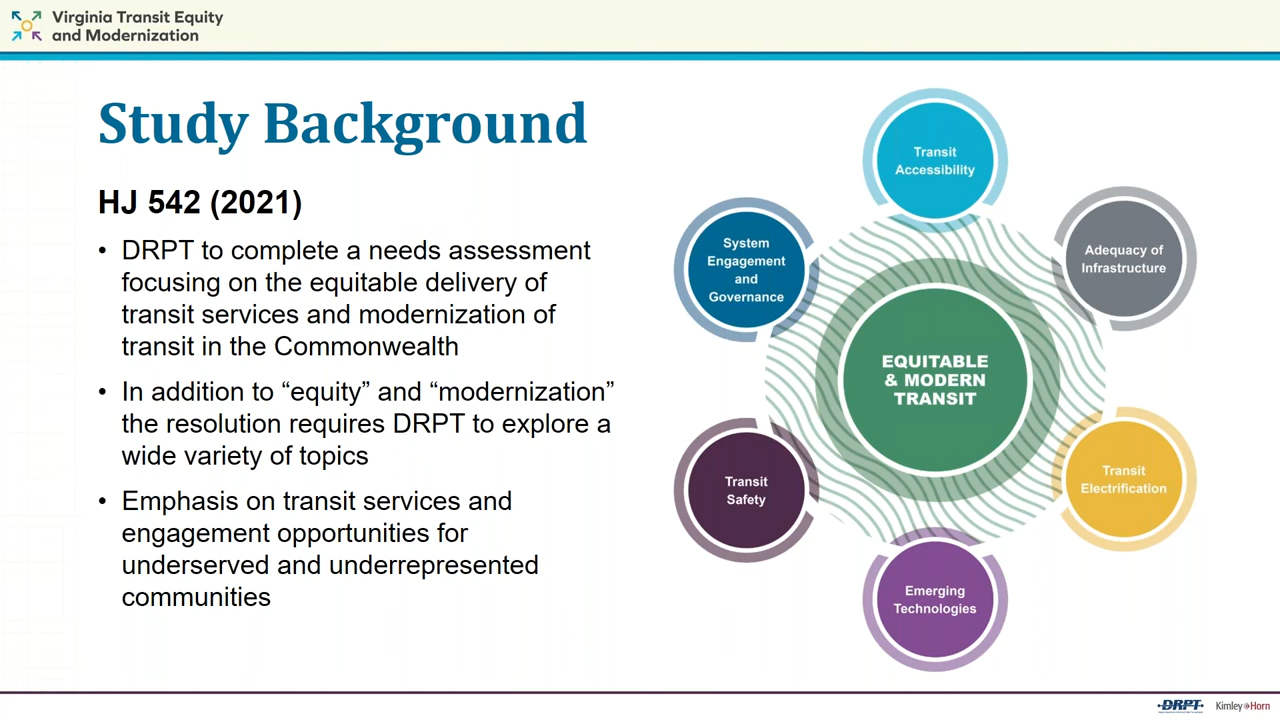 Virginia Transit Equity
and Modernization
Study Background
HJ 542 (2021)
• DRPT to complete a needs assessment
focusing on the equitable delivery of
transit services and modernization of
transit in the Commonwealth
• In addition to “equity” and “modernization”
the resolution requires DRPT to explore a
wide variety of topics
• Emphasis on transit services and
engagement opportunities for
underserved and underrepresented
communities
Transit
Accessibility
Adequacy of
Infrastructure
Transit
Electrification
Emerging
Technologies
Transit
Safety
System
Engagement
and
Governance
EQUITABLE
& MODERN
TRANSIT
DRPT
Kimley»Horn